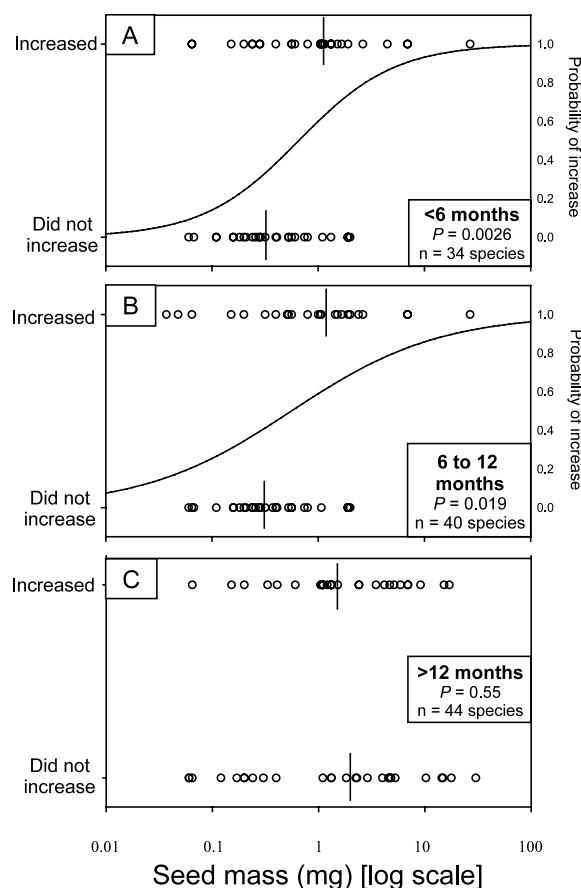 A
Increased
1.0
0.8
0.6
0.4
0.2
0.0
Probability of increase
Did not
increase
<6 months
P = 0.0026
n = 34 species
B
Increased
1.0
0.8
0.6
0.4
0.2
0.0
Probability of increase
Did not
increase
6 to 12
months
P = 0.019
n = 40 species
C
Increased
>12 months
P = 0.55
n = 44 species
Did not
increase
0.01
0.1
1
10
100
Seed mass (mg) [log scale]